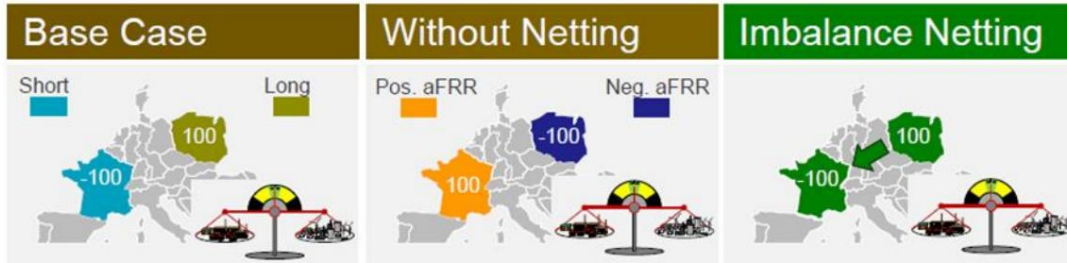 Base Case
Short
Long
100
-100
Without Netting
Pos. aFRR
Neg. aFRR
-100
100
Imbalance Netting
100
-100